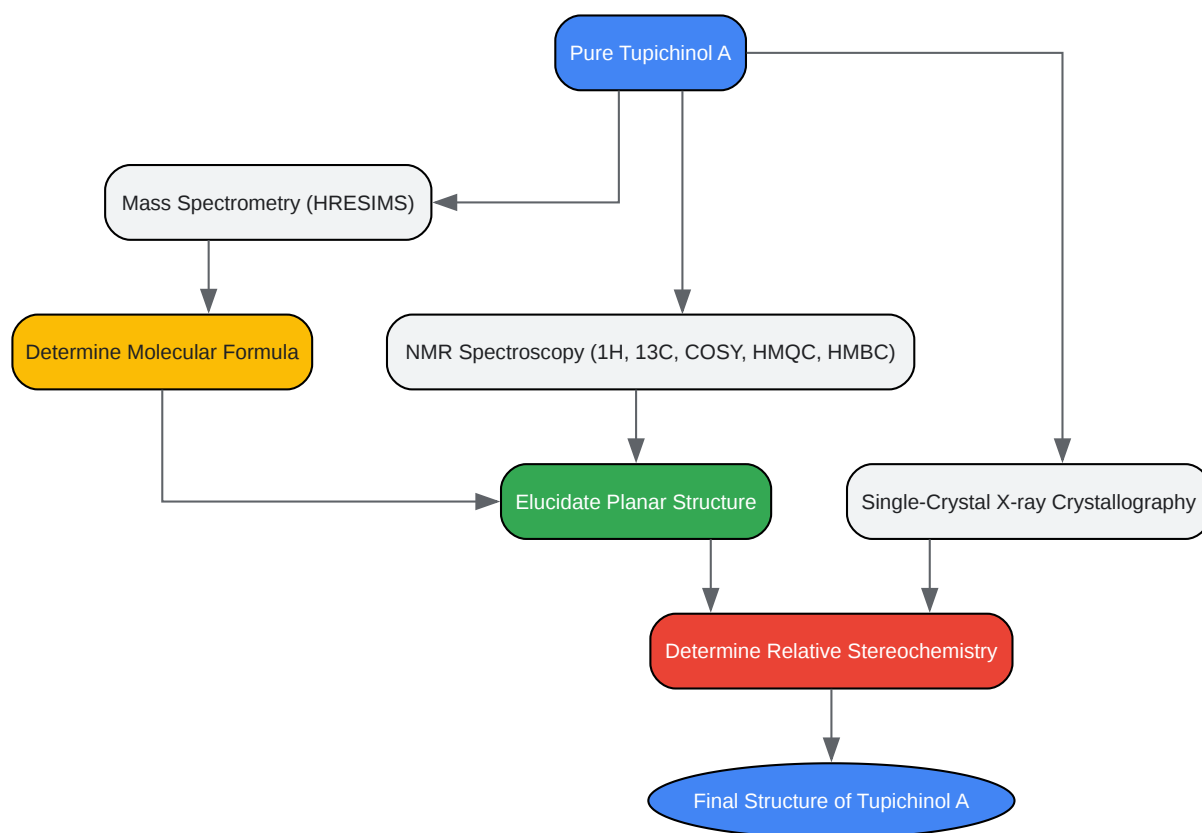 Pure Tupichinol A
Mass Spectrometry (HRESIMS)
Determine Molecular Formula
NMR Spectroscopy (1H, 13C, COSY, HMQC, HMBC)
Elucidate Planar Structure
Single-Crystal X-ray Crystallography
Determine Relative Stereochemistry
Final Structure of Tupichinol A